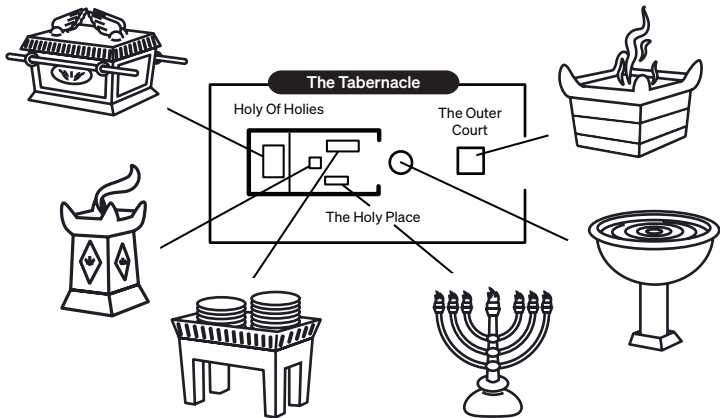 The Tabernacle
Holy Of Holies
The Outer
Court
The Holy Place